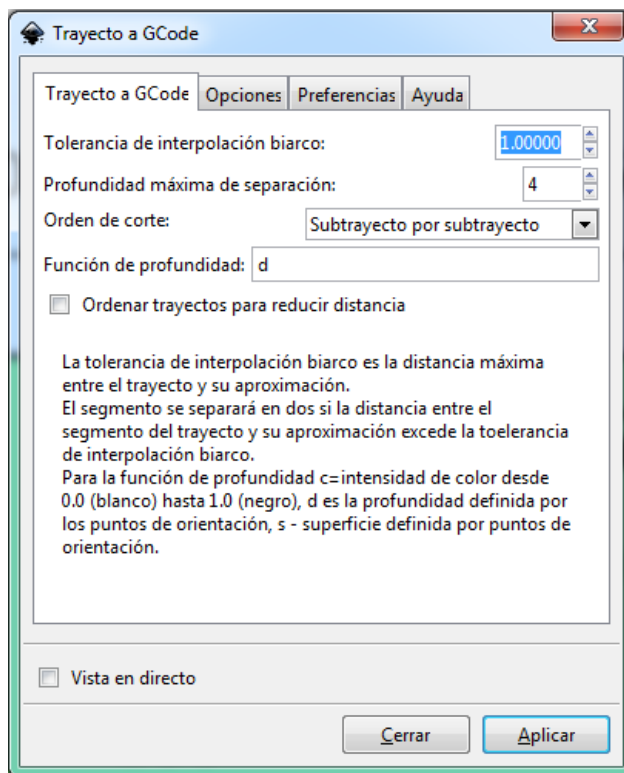 Trayecto a GCode
Trayecto a GCode Opciones Preferencias Ayuda
Tolerancia de interpolación biarco: 1.00000
Profundidad máxima de separación: 4
Orden de corte: Subtrayecto por subtrayecto
Función de profundidad: d
Ordenar trayectos para reducir distancia
La tolerancia de interpolación biarco es la distancia máxima
entre el trayecto y su aproximación.
El segmento se separará en dos si la distancia entre el
segmento del trayecto y su aproximación excede la toelerancia
de interpolación biarco.
Para la función de profundidad c=intensidad de color desde
0.0 (blanco) hasta 1.0 (negro), d es la profundidad definida por
los puntos de orientación, s - superficie definida por puntos de
orientación.
Vista en directo
Cerrar Aplicar